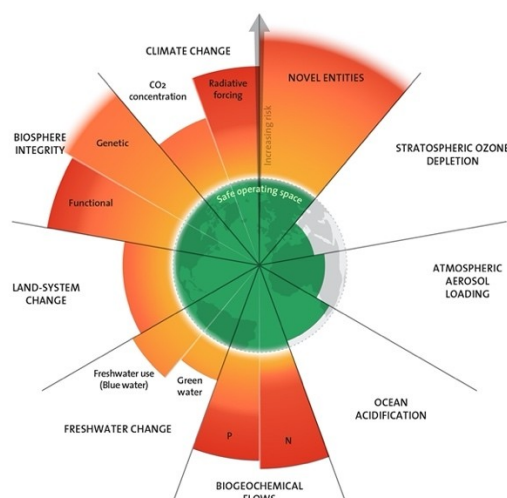 CLIMATE CHANGE
CO2
concentration
Radiative
forcing
Increasing risk
NOVEL ENTITIES
STRATOSPHERIC OZONE
DEPLETION
ATMOSPHERIC
AEROSOL
LOADING
OCEAN
ACIDIFICATION
N
P
BIOGEOCHEMICAL
FLOWS
Green
water
Freshwater use
(Blue water)
FRESHWATER CHANGE
LAND-SYSTEM
CHANGE
BIOSPHERE
INTEGRITY
Genetic
Functional
Safe operating space